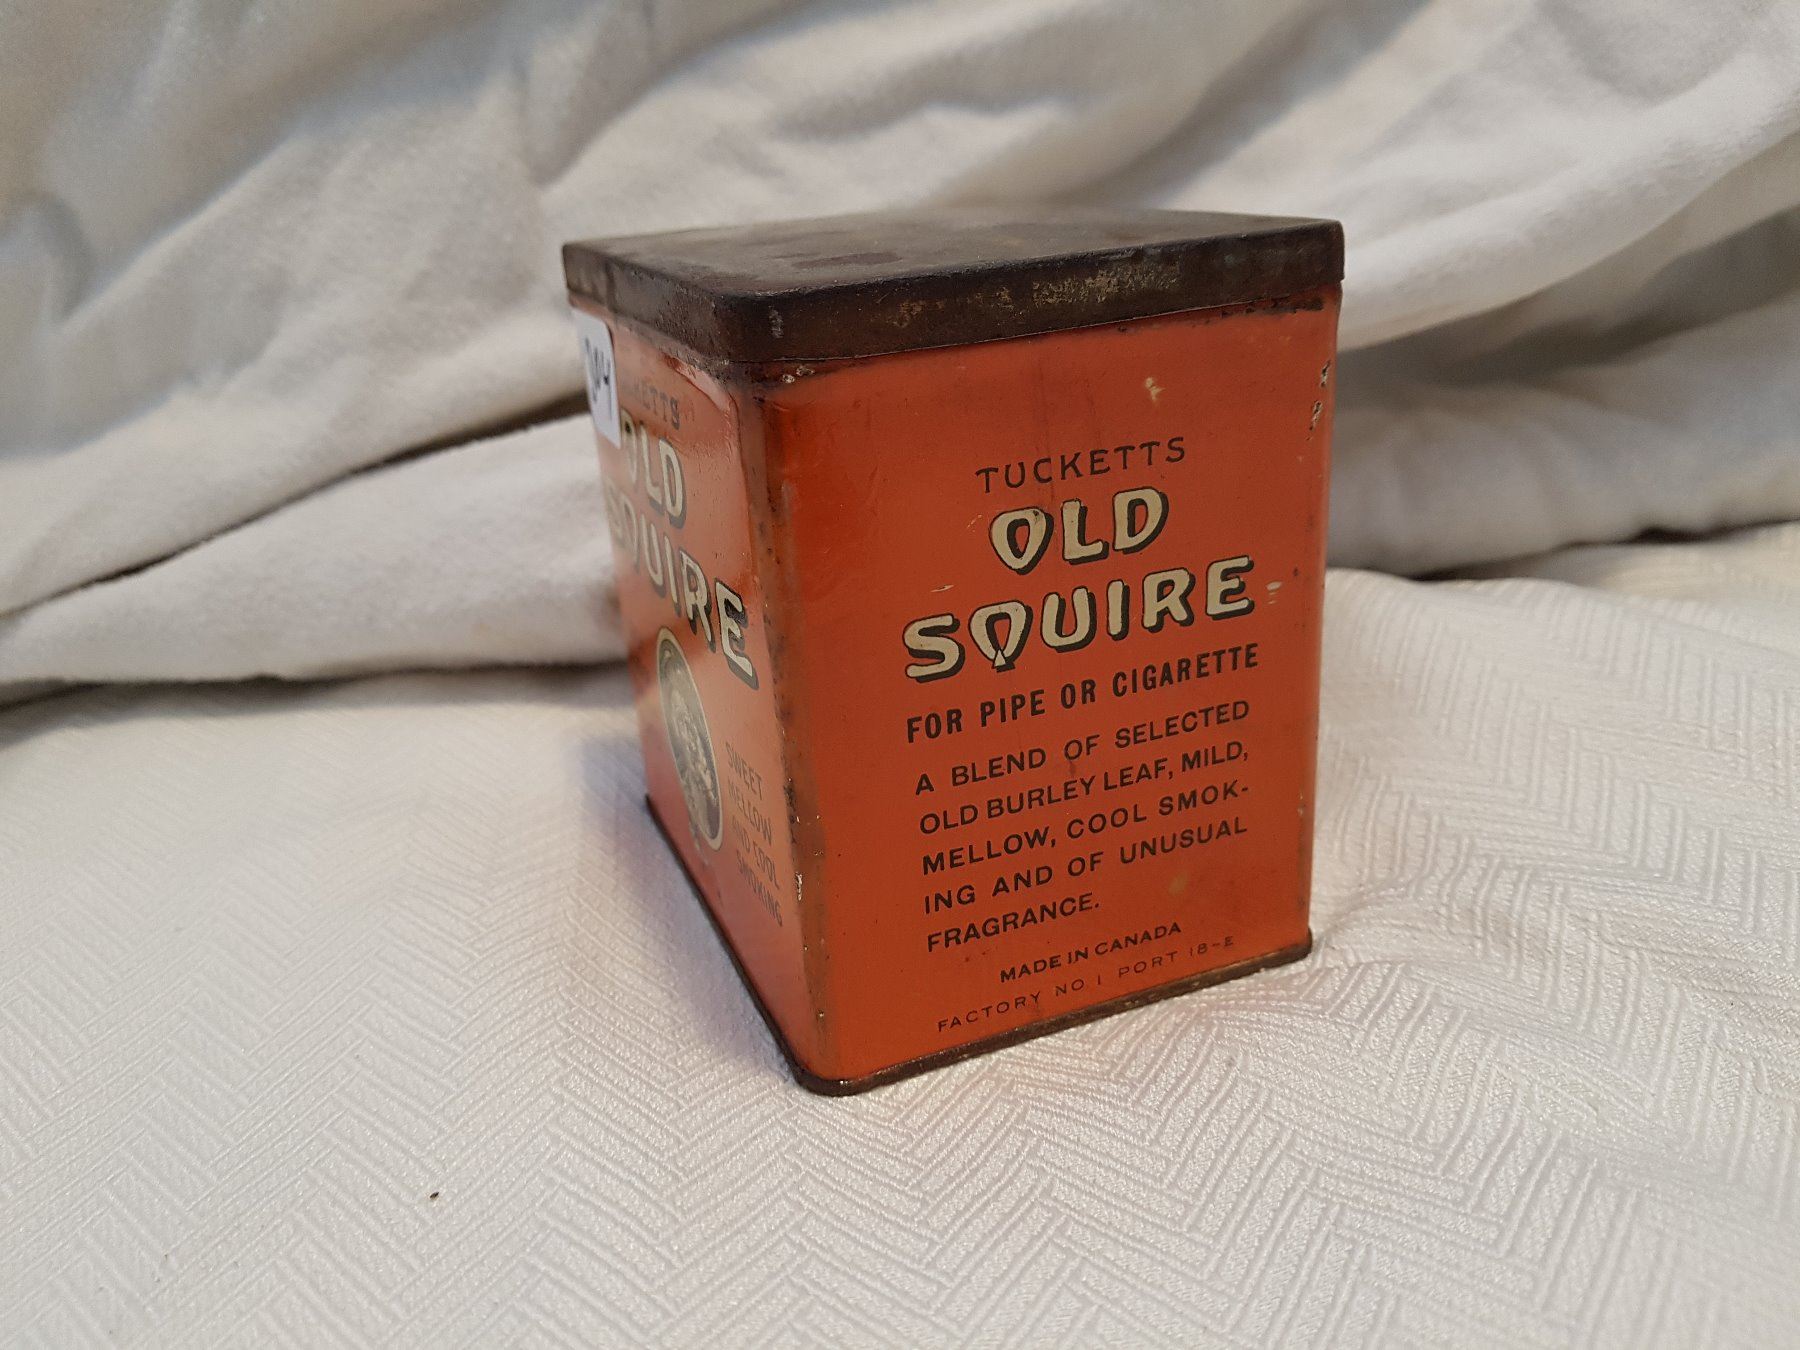 OLD
SQUIRE
SWEET
MELLOW
AND COOL
SMOKING
TUCKETTS
OLD
SQUIRE
FOR PIPE OR CIGARETTE
A BLEND OF SELECTED
OLD BURLEY LEAF, MILD,
MELLOW, COOL SMOK-
ING AND OF UNUSUAL
FRAGRANCE.
MADE IN CANADA
FACTORY NO. 1 PORT 18-E